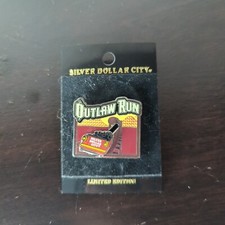 SILVER DOLLAR CITY
OUTLAW RUN
LIMITED EDITION!